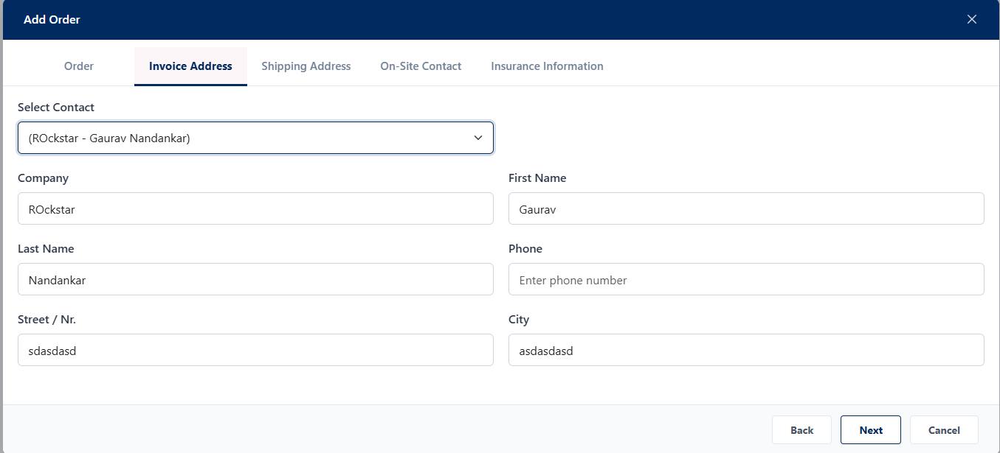 Add Order
Order Invoice Address Shipping Address On-Site Contact Insurance Information
Select Contact
(ROckstar - Gaurav Nandankar)
Company First Name
ROckstar Gaurav
Last Name Phone
Nandankar Enter phone number
Street / Nr. City
sdasdasd asdasdasd
Back Next Cancel